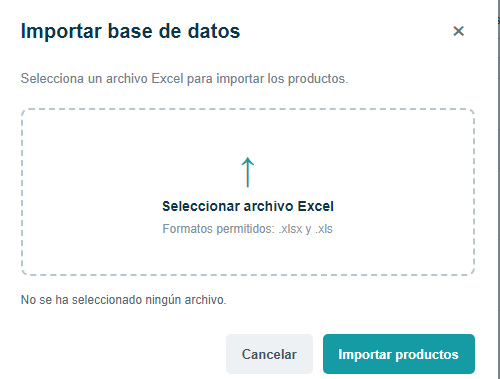 Importar base de datos
Selecciona un archivo Excel para importar los productos.
Seleccionar archivo Excel
Formatos permitidos: .xlsx y .xls
No se ha seleccionado ningún archivo.
Cancelar
Importar productos